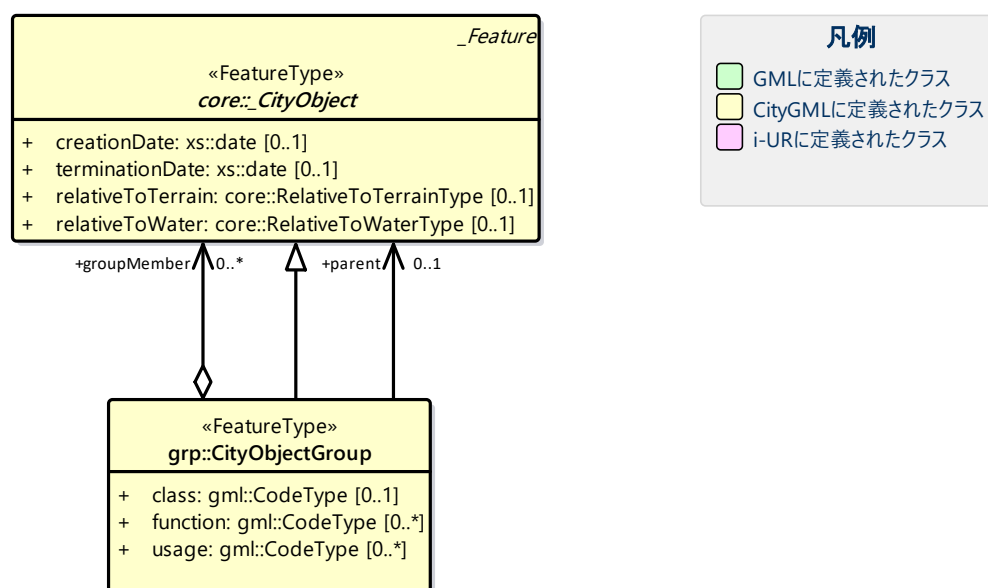 _Feature
«FeatureType»
core::_CityObject
+ creationDate: xs::date [0..1]
+ terminationDate: xs::date [0..1]
+ relativeToTerrain: core::RelativeToTerrainType [0..1]
+ relativeToWater: core::RelativeToWaterType [0..1]
+groupMember 0..* +parent 0..1
«FeatureType»
grp::CityObjectGroup
+ class: gml::CodeType [0..1]
+ function: gml::CodeType [0..*]
+ usage: gml::CodeType [0..*]
凡例
GMLに定義されたクラス
CityGMLに定義されたクラス
i-URに定義されたクラス